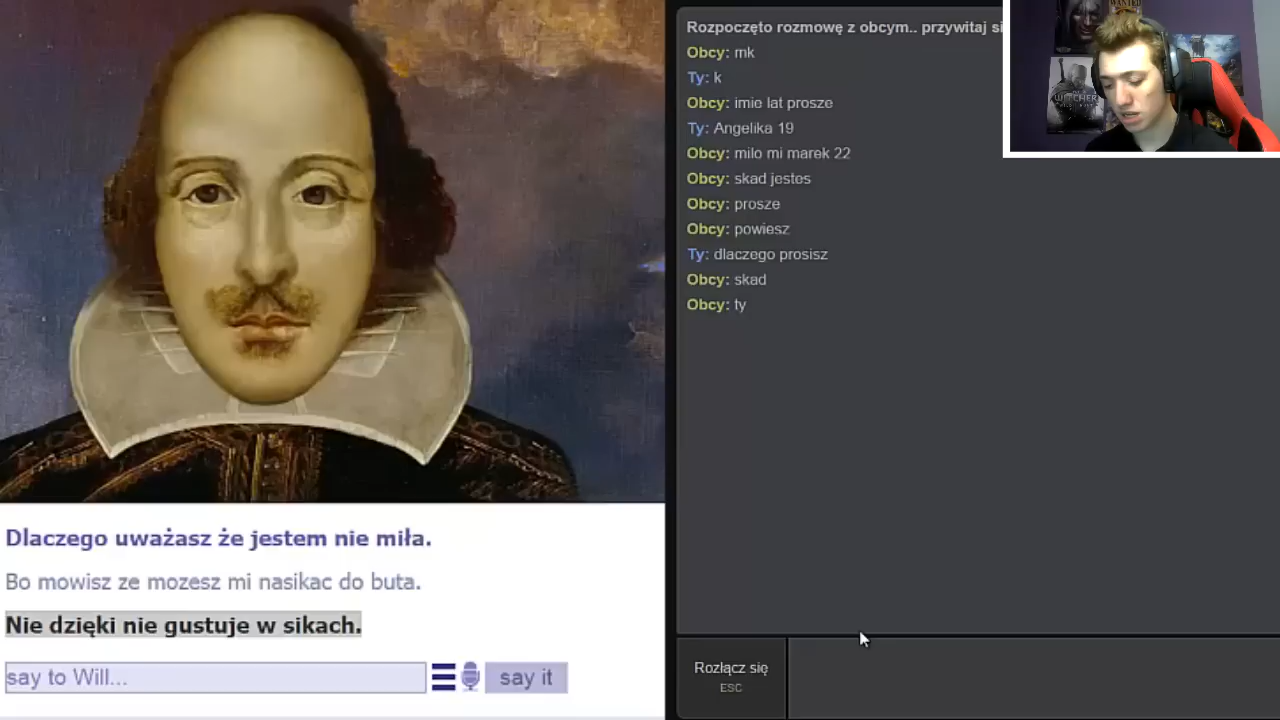 Rozpoczęto rozmowę z obcym.. przywitaj si
Obcy: mk
Ty: k
Obcy: imie lat prosze
Ty: Angelika 19
Obcy: milo mi marek 22
Obcy: skad jestes
Obcy: prosze
Obcy: powiesz
Ty: dlaczego prosisz
Obcy: skad
Obcy: ty
Rozłącz się
ESC
Dlaczego uważasz że jestem nie miła.
Bo mowisz ze mozesz mi nasikac do buta.
Nie dzięki nie gustuje w sikach.
say to Will...
say it
WANTED
WITCHER